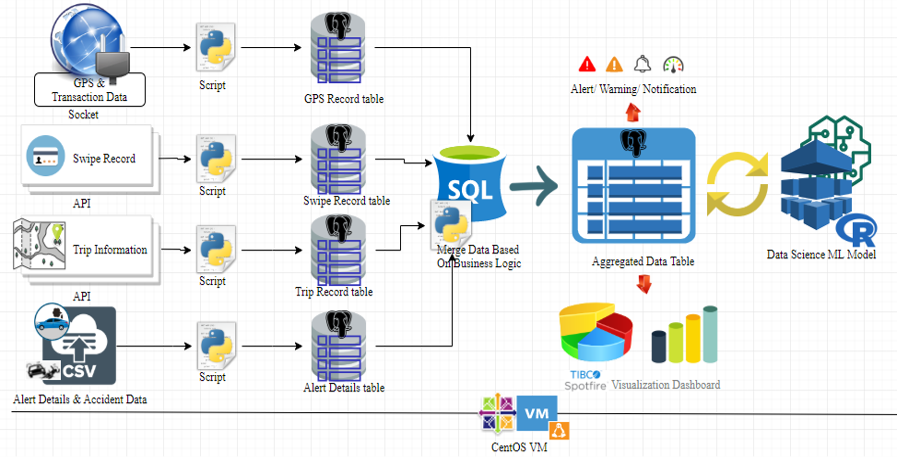 GPS &
Transaction Data
Socket
Script
GPS Record table
Alert/ Warning/ Notification
Swipe Record
API
Script
Swipe Record table
SQL
Merge Data Based
On Business Logic
Aggregated Data Table
R
Data Science ML Model
Trip Information
API
Script
Trip Record table
CSV
Alert Details & Accident Data
Script
Alert Details table
TIBCO
Spotfire
Visualization Dashboard
VM
CentOS VM